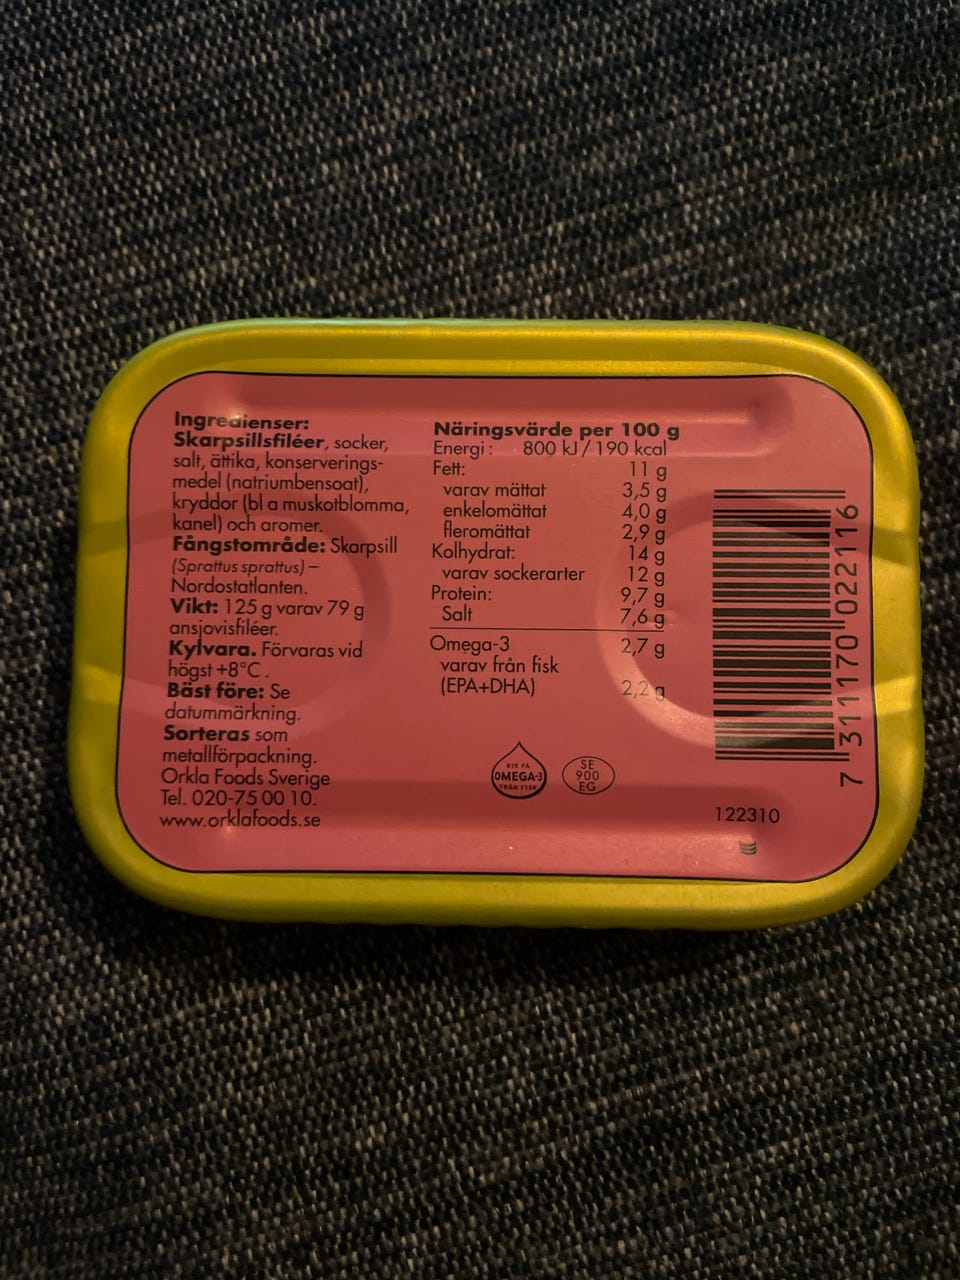 Ingredienser:
Skarpsillsfiléer, socker,
salt, ättika, konserverings-
medel (natriumbensoat),
kryddor (bl a muskotblomma,
kanel) och aromer.
Fångstområde: Skarpsill
(Sprattus sprattus) –
Nordostatlanten.
Vikt: 125 g varav 79 g
ansjovisfiléer.
Kylvara. Förvaras vid
högst +8°C.
Bäst före: Se
datummärkning.
Sorteras som
metallförpackning.
Orkla Foods Sverige
Tel. 020-75 00 10.
www.orklafoods.se
Näringsvärde per 100 g
Energi: 800 kJ/ 190 kcal
Fett: 11 g
varav mättat 3,5 g
enkelomättat 4,0 g
fleromättat 2,9 g
Kolhydrat: 14 g
varav sockerarter 12 g
Protein: 9,7 g
Salt 7,6 g
Omega-3 2,7 g
varav från fisk
(EPA+DHA) 2,2 g
RIK PÅ
OMEGA-3
FRÅN FISK
SE
900
EG
7 311170 022116
122310